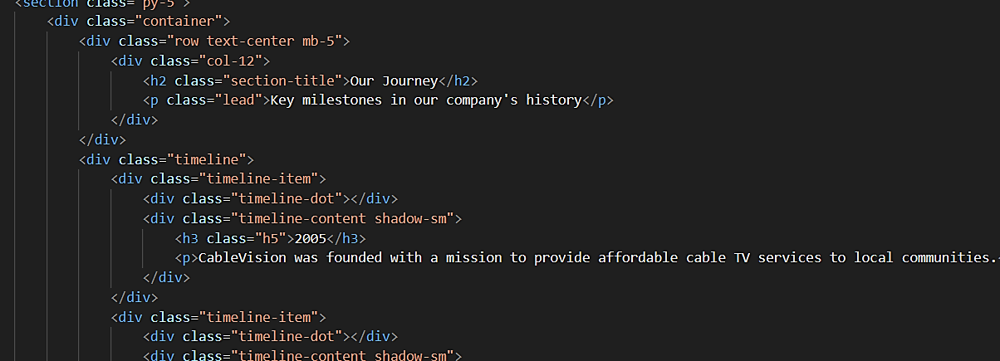 <section class="py-5">
<div class="container">
<div class="row text-center mb-5">
<div class="col-12">
<h2 class="section-title">Our Journey</h2>
<p class="lead">Key milestones in our company's history</p>
</div>
</div>
<div class="timeline">
<div class="timeline-item">
<div class="timeline-dot"></div>
<div class="timeline-content shadow-sm">
<h3 class="h5">2005</h3>
<p>CableVision was founded with a mission to provide affordable cable TV services to local communities.<
</div>
</div>
<div class="timeline-item">
<div class="timeline-dot"></div>
<div class="timeline-content shadow-sm">